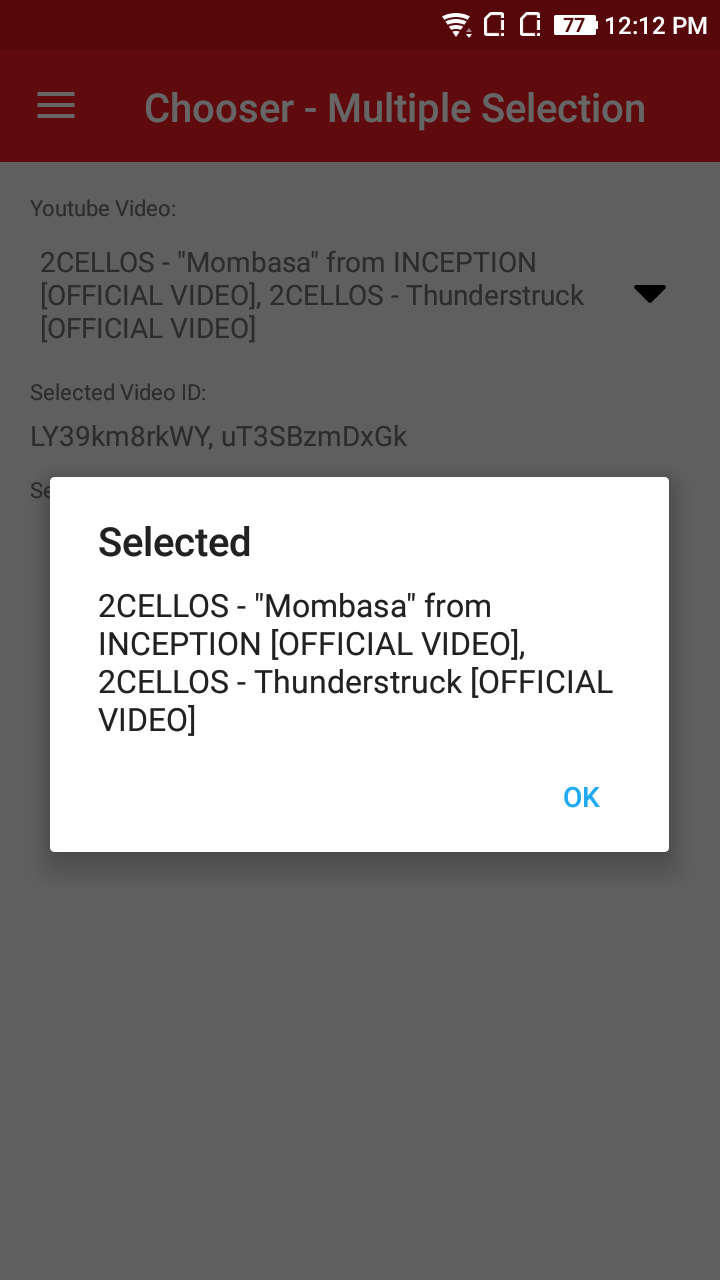 77 12:12 PM
Chooser - Multiple Selection
Youtube Video:
2CELLOS - "Mombasa" from INCEPTION
[OFFICIAL VIDEO], 2CELLOS - Thunderstruck
[OFFICIAL VIDEO]
Selected Video ID:
LY39km8rkWY, uT3SBzmDxGk
Selected
2CELLOS - "Mombasa" from
INCEPTION [OFFICIAL VIDEO],
2CELLOS - Thunderstruck [OFFICIAL
VIDEO]
OK